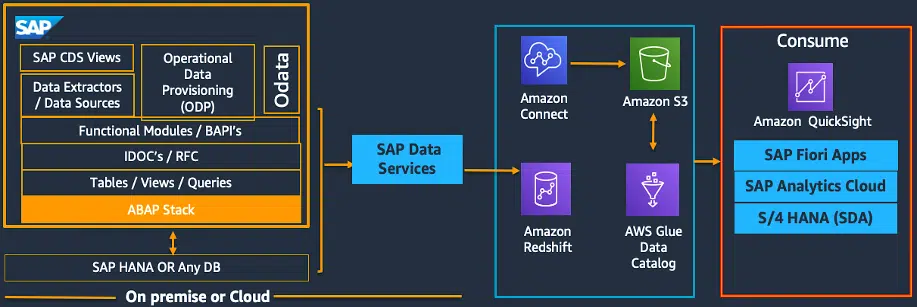 SAP
SAP CDS Views
Data Extractors
/ Data Sources
Operational
Data
Provisioning
(ODP)
Odata
Functional Modules / BAPI's
IDOC's / RFC
Tables / Views / Queries
ABAP Stack
SAP HANA OR Any DB
On premise or Cloud
SAP Data
Services
Amazon
Connect
Amazon S3
Amazon
Redshift
AWS Glue
Data
Catalog
Consume
Amazon QuickSight
SAP Fiori Apps
SAP Analytics Cloud
S/4 HANA (SDA)